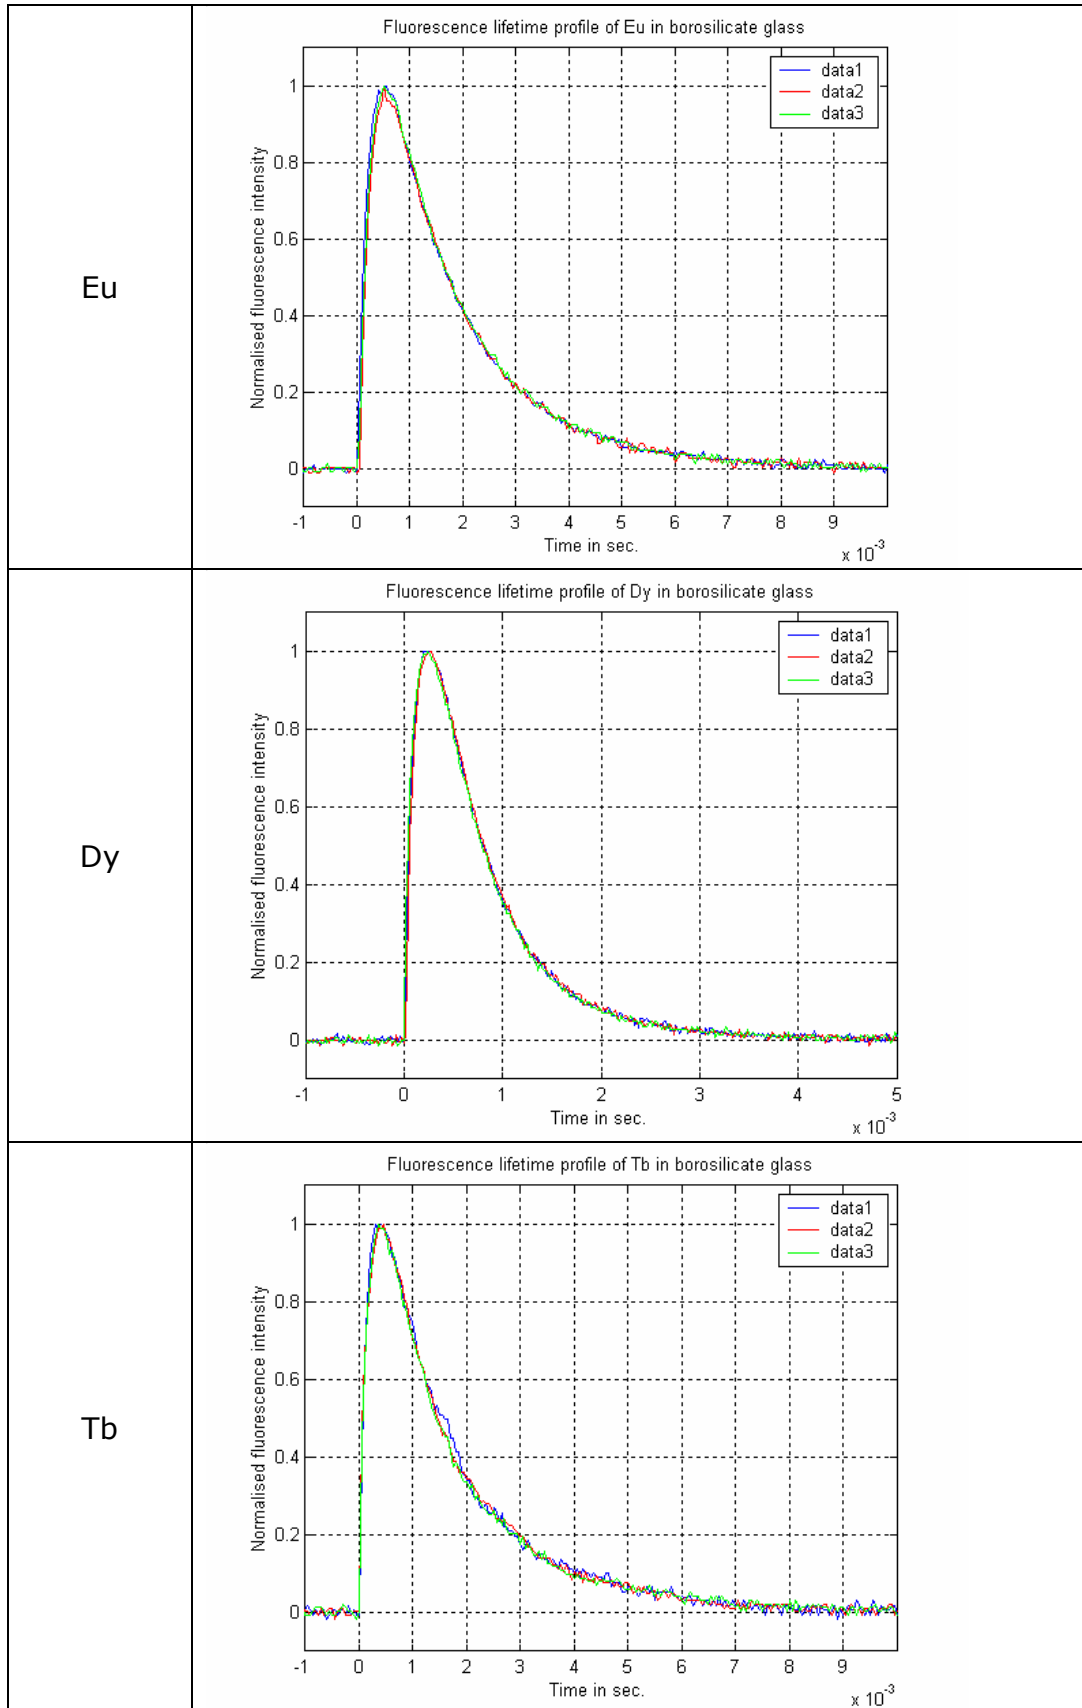 Eu
Fluorescence lifetime profile of Eu in borosilicate glass
data1
data2
data3
Normalised fluorescence intensity
1
0.8
0.6
0.4
0.2
0
-1 0 1 2 3 4 5 6 7 8 9
Time in sec.
x 10-3
Dy
Fluorescence lifetime profile of Dy in borosilicate glass
data1
data2
data3
Normalised fluorescence intensity
1
0.8
0.6
0.4
0.2
0
-1 0 1 2 3 4 5
Time in sec.
x 10-3
Tb
Fluorescence lifetime profile of Tb in borosilicate glass
data1
data2
data3
Normalised fluorescence intensity
1
0.8
0.6
0.4
0.2
0
-1 0 1 2 3 4 5 6 7 8 9
Time in sec.
x 10-3